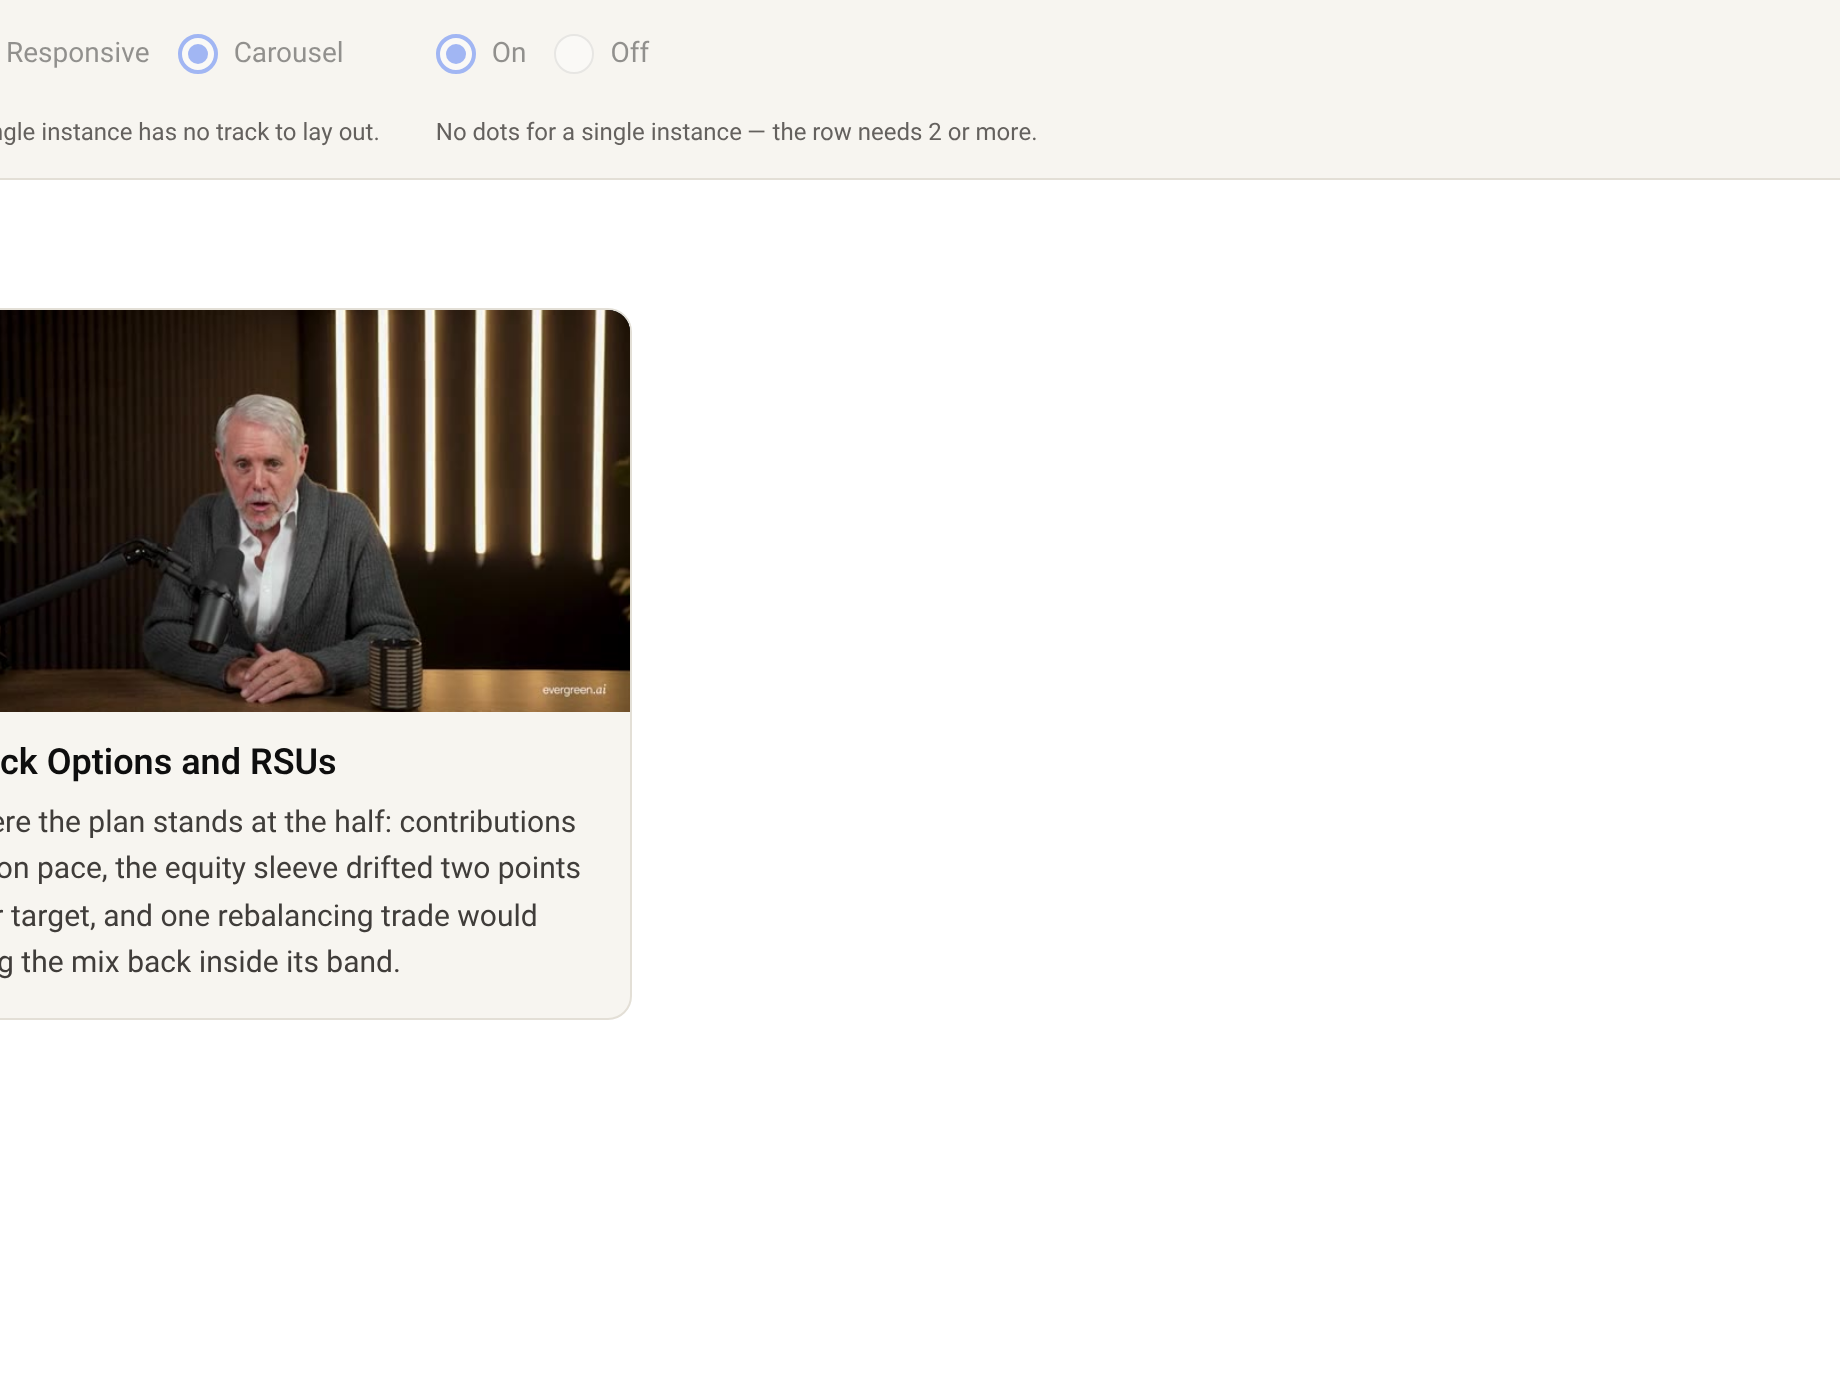 Responsive Carousel On Off
ngle instance has no track to lay out. No dots for a single instance — the row needs 2 or more.
evergreen.ai
ck Options and RSUs
ere the plan stands at the half: contributions
on pace, the equity sleeve drifted two points
r target, and one rebalancing trade would
g the mix back inside its band.